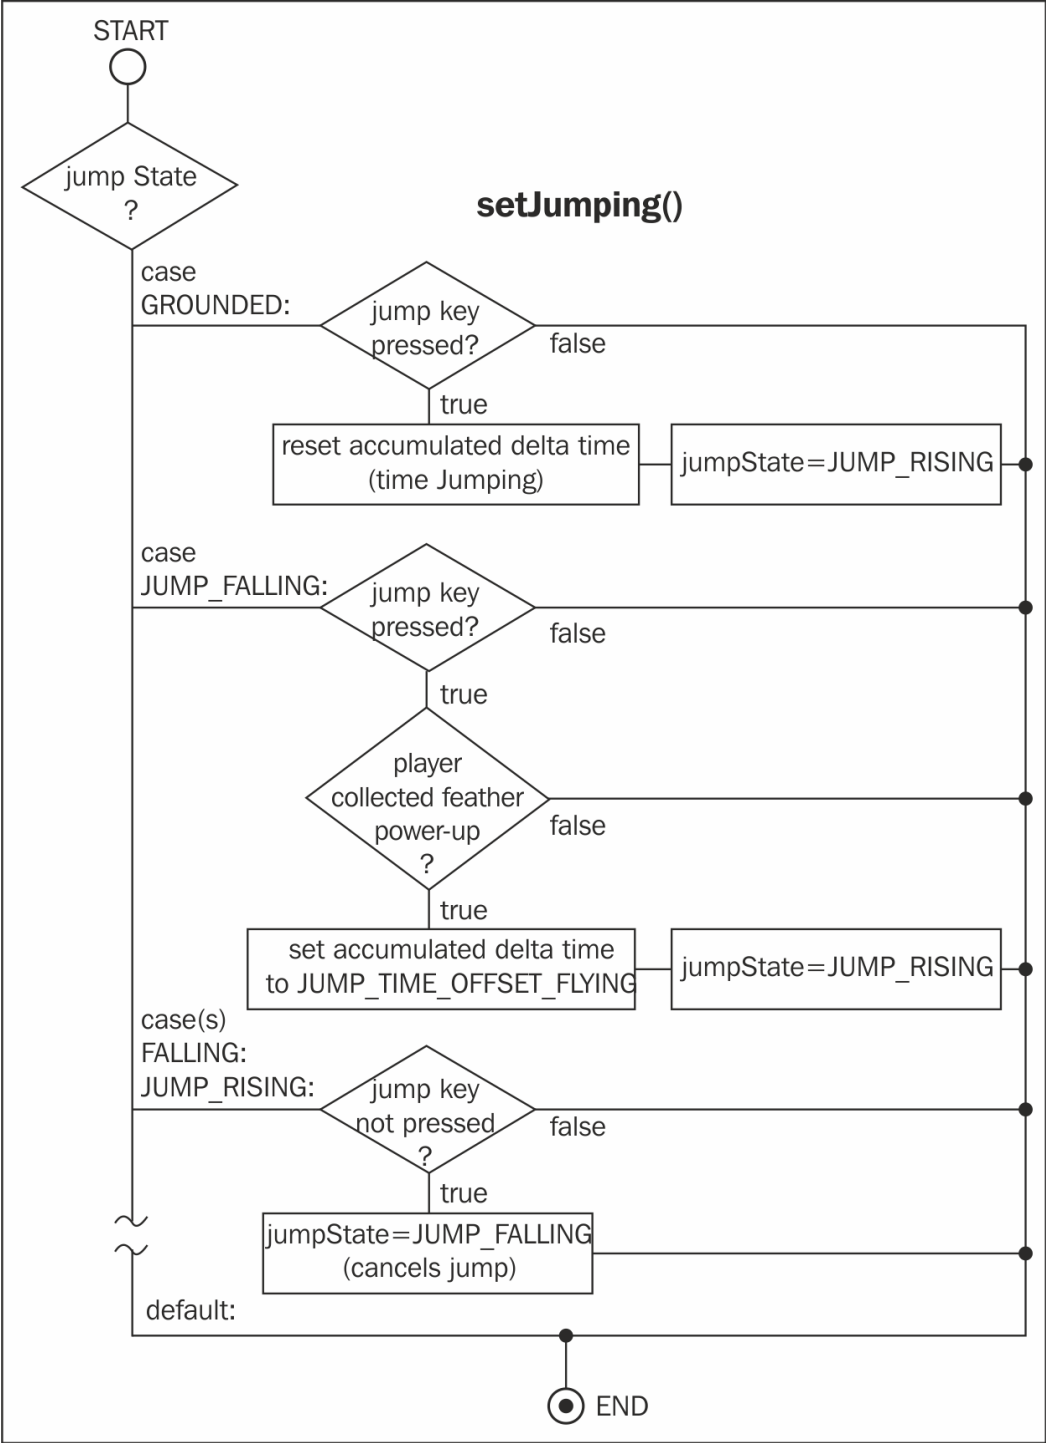 START
jump State
?
setJumping()
case
GROUNDED:
jump key
pressed?
false
true
reset accumulated delta time
(time Jumping)
jumpState=JUMP_RISING
case
JUMP_FALLING:
jump key
pressed?
false
true
player
collected feather
power-up
?
false
true
set accumulated delta time
to JUMP_TIME_OFFSET_FLYING
jumpState=JUMP_RISING
case(s)
FALLING:
JUMP_RISING:
jump key
not pressed
?
false
true
jumpState=JUMP_FALLING
(cancels jump)
default:
END